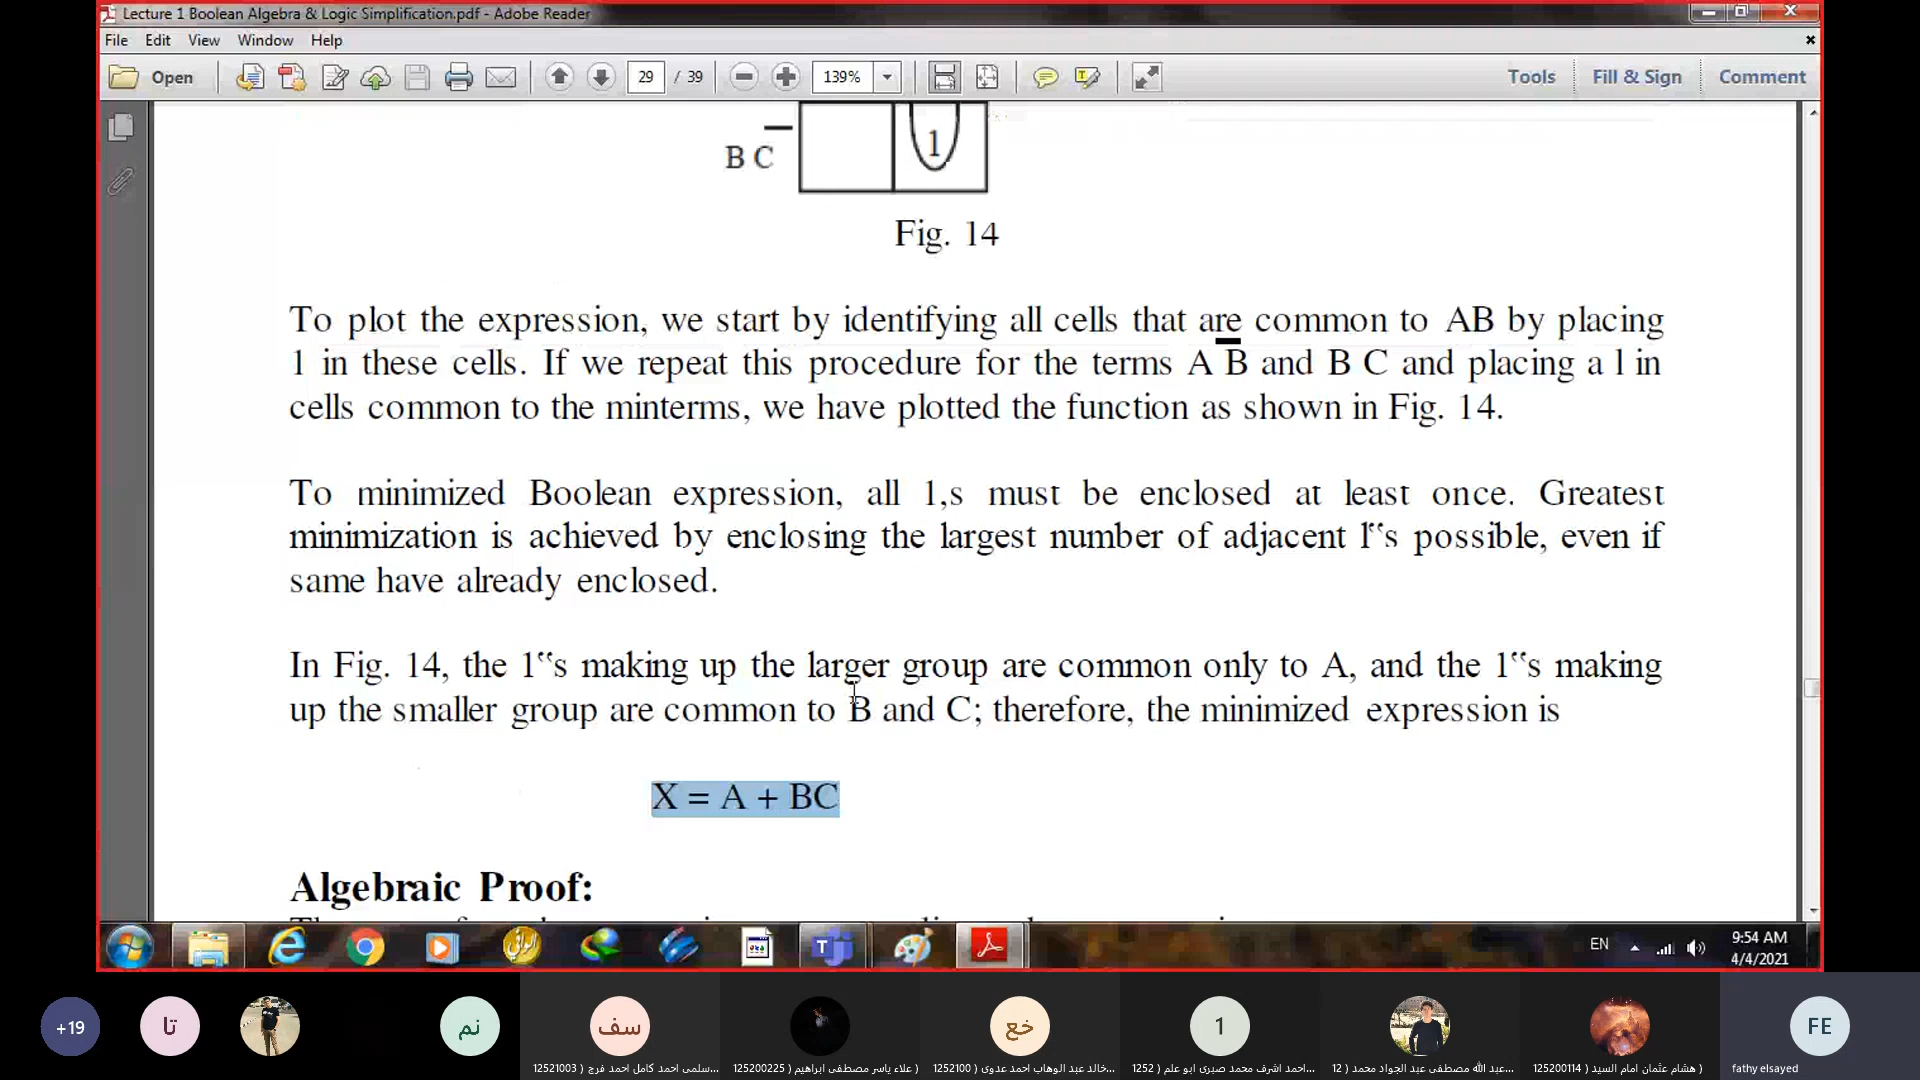 Lecture 1 Boolean Algebra & Logic Simplification.pdf - Adobe Reader
File Edit View Window Help
Open 29 / 39 139% Tools Fill & Sign Comment
B C̅ 1
Fig. 14
To plot the expression, we start by identifying all cells that are common to AB by placing
1 in these cells. If we repeat this procedure for the terms A B̅ and B C and placing a l in
cells common to the minterms, we have plotted the function as shown in Fig. 14.
To minimized Boolean expression, all 1,s must be enclosed at least once. Greatest
minimization is achieved by enclosing the largest number of adjacent l‟s possible, even if
same have already enclosed.
In Fig. 14, the 1‟s making up the larger group are common only to A, and the 1‟s making
up the smaller group are common to B and C; therefore, the minimized expression is
X = A + BC
Algebraic Proof:
EN 9:54 AM
4/4/2021
+19 تا نم سف خع 1 FE
سلمى احمد كامل احمد فرج ( 12521003...
علاء ياسر مصطفى ابراهيم ( 125200225
خالد عبد الوهاب احمد عدوى ( 1252100...
احمد اشرف محمد صبرى ابو علم ( 1252...
عبد الله مصطفى عبد الجواد محمد ( 12...
هشام عثمان امام السيد ( 125200114
fathy elsayed